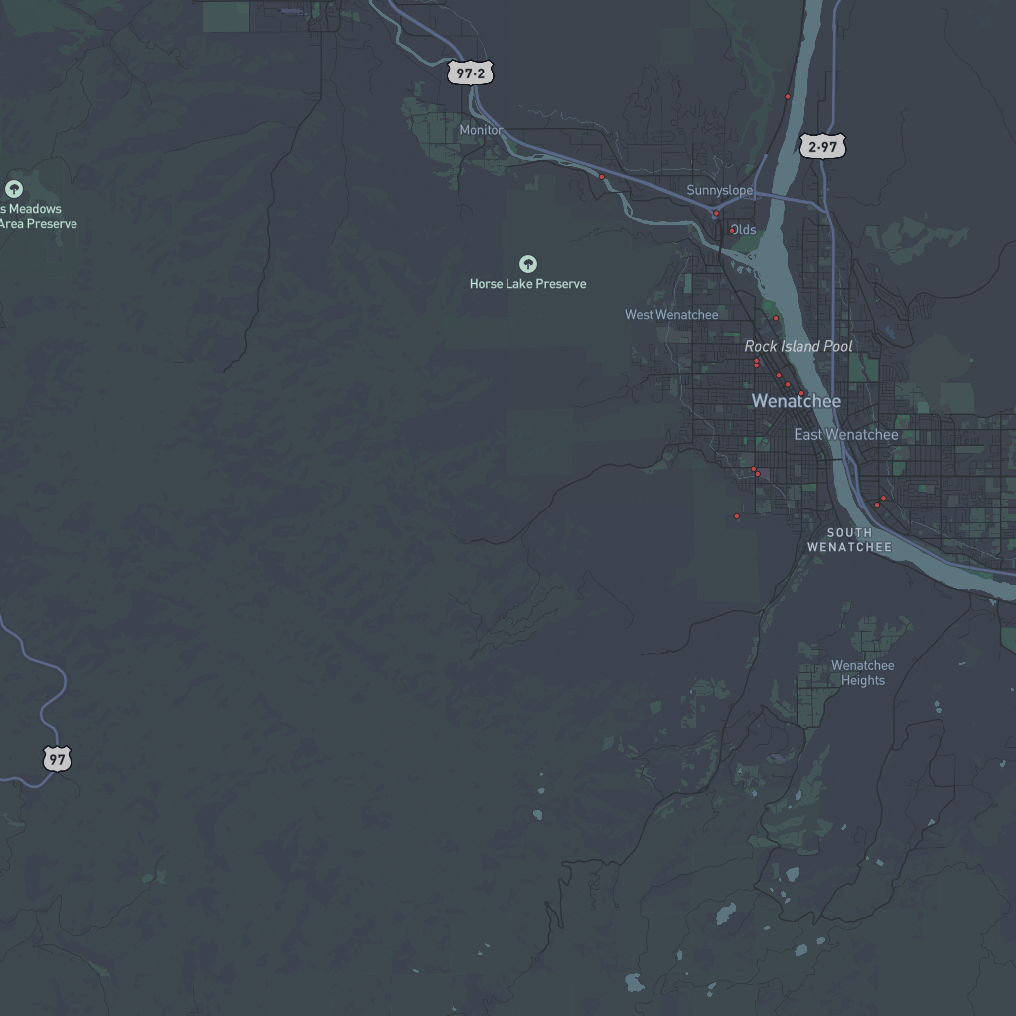 97·2
Monitor
2·97
s Meadows
Area Preserve
Sunnyslope
Olds
Horse Lake Preserve
West Wenatchee
Rock Island Pool
Wenatchee
East Wenatchee
SOUTH
WENATCHEE
Wenatchee
Heights
97